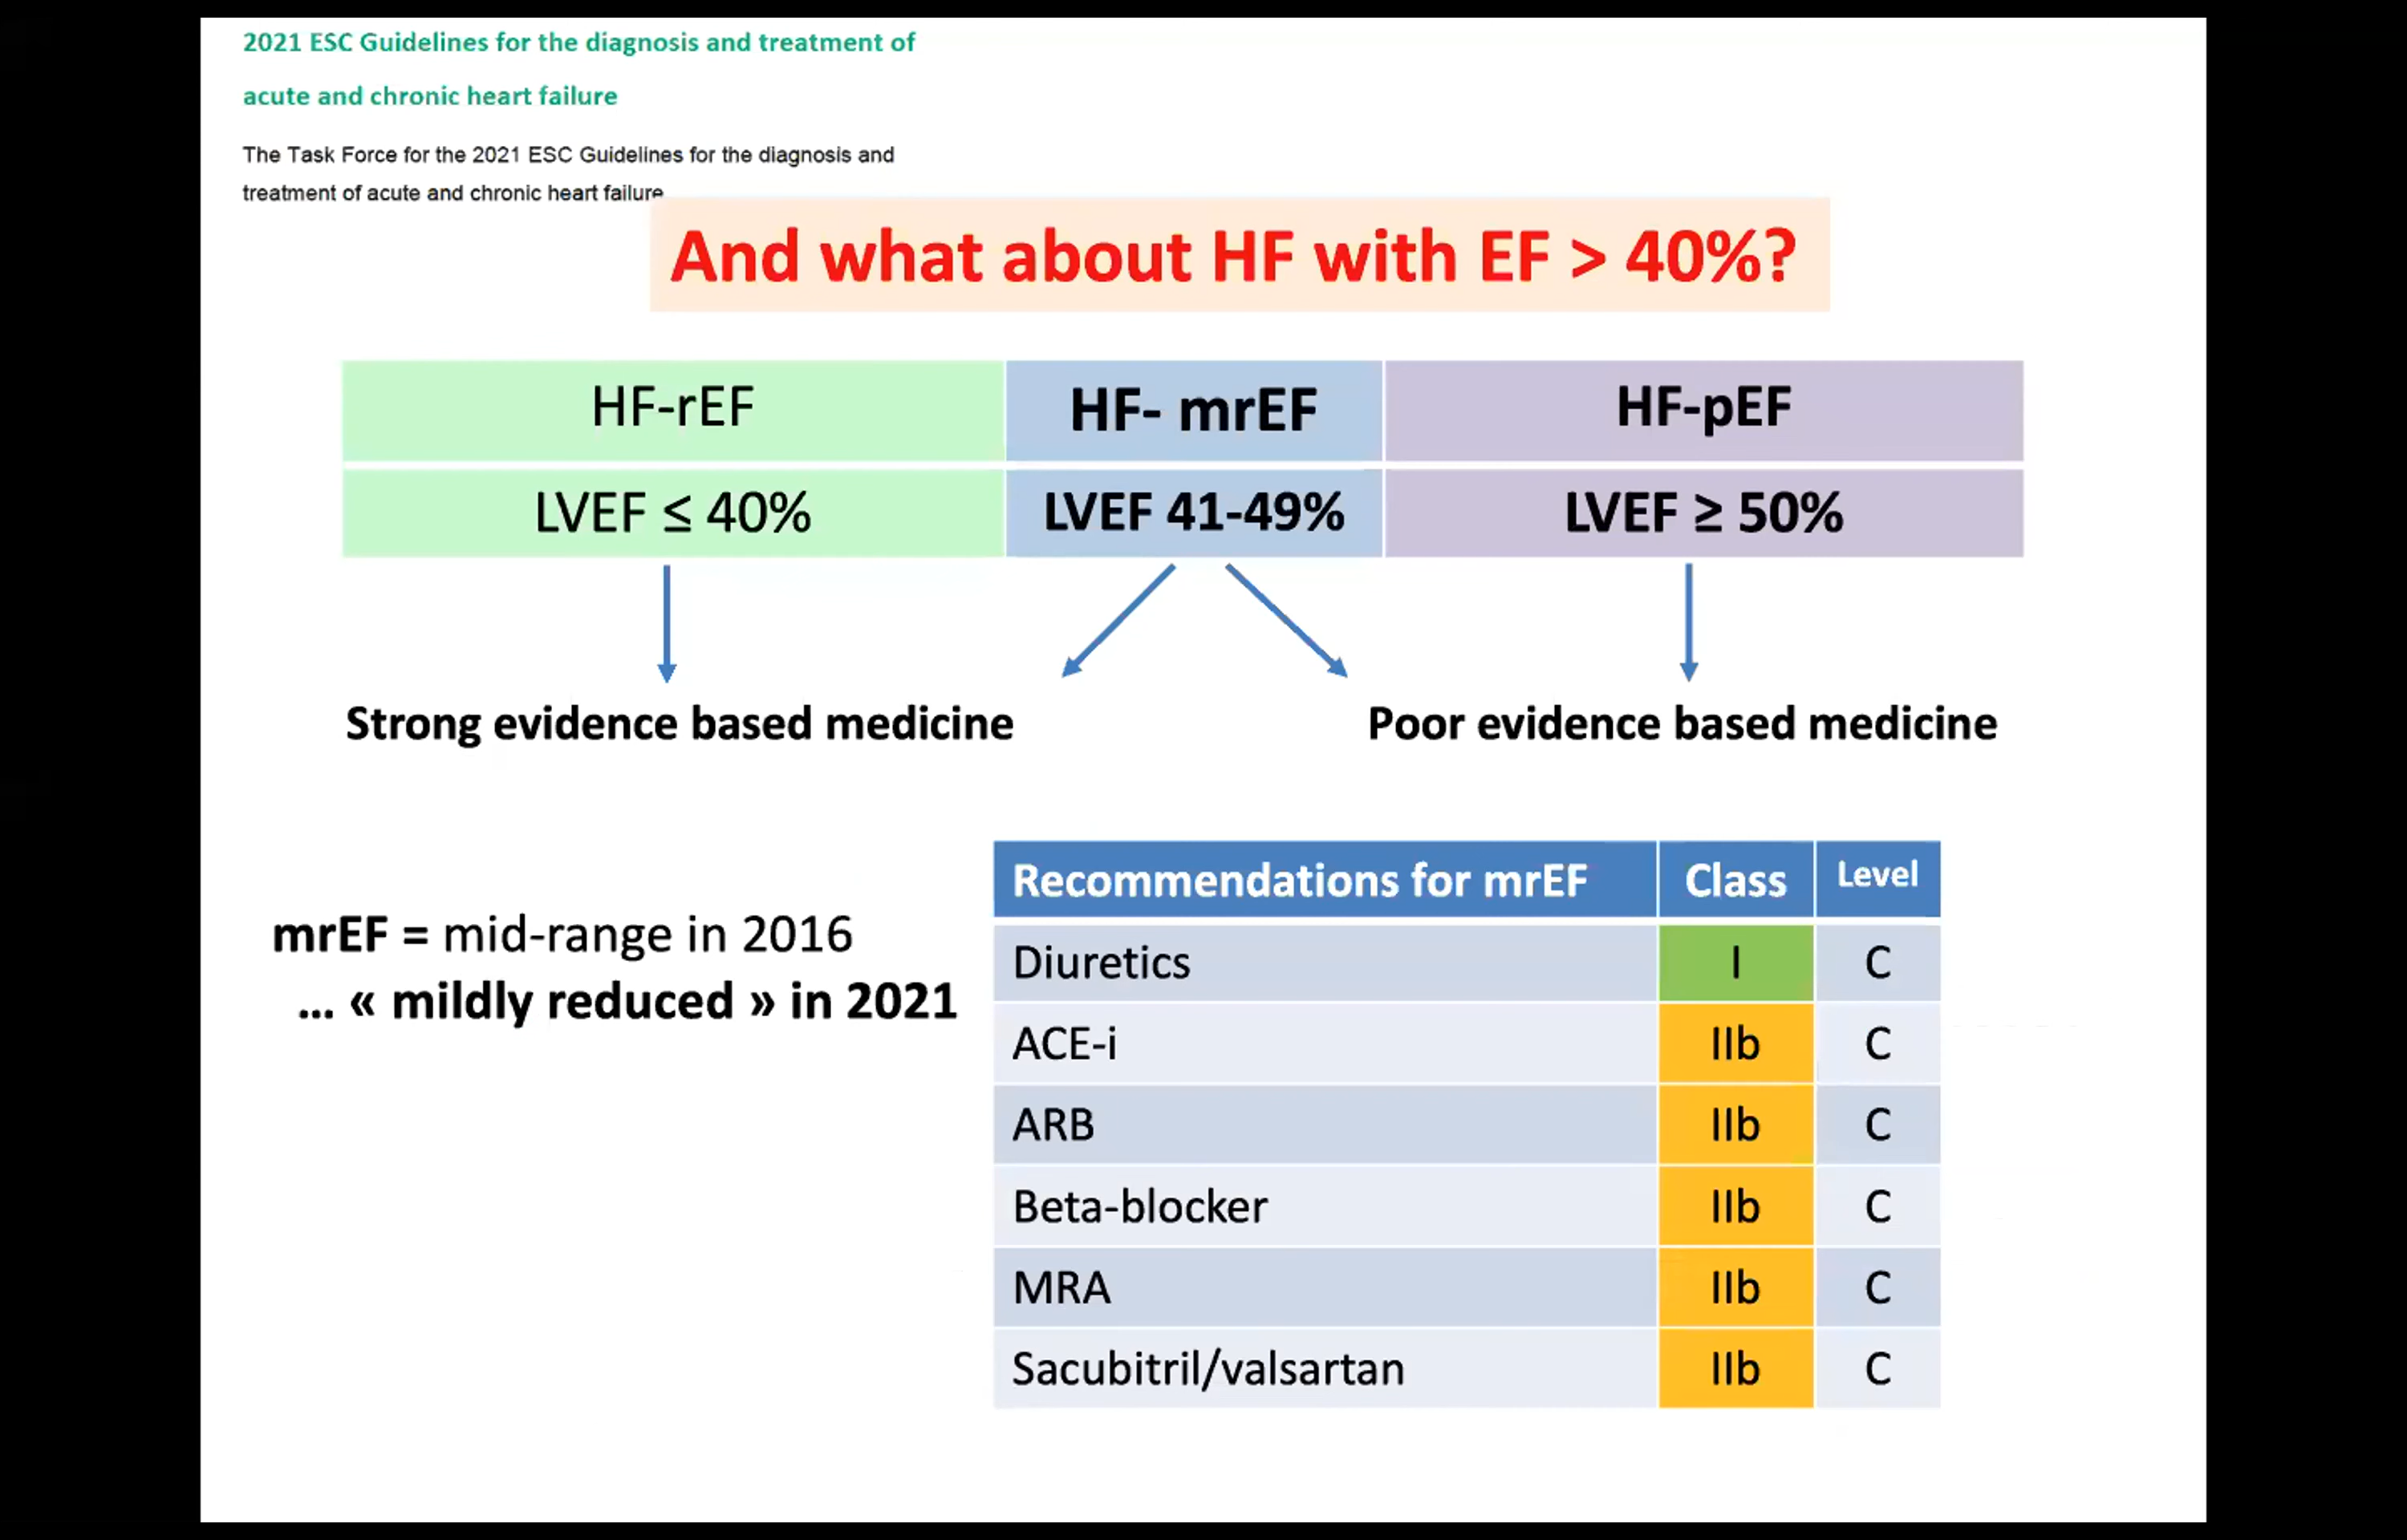 2021 ESC Guidelines for the diagnosis and treatment of
acute and chronic heart failure
The Task Force for the 2021 ESC Guidelines for the diagnosis and
treatment of acute and chronic heart failure
And what about HF with EF > 40%?
HF-rEF HF- mrEF HF-pEF
LVEF ≤ 40% LVEF 41-49% LVEF ≥ 50%
Strong evidence based medicine Poor evidence based medicine
mrEF = mid-range in 2016
... « mildly reduced » in 2021
Recommendations for mrEF Class Level
Diuretics I C
ACE-i IIb C
ARB IIb C
Beta-blocker IIb C
MRA IIb C
Sacubitril/valsartan IIb C